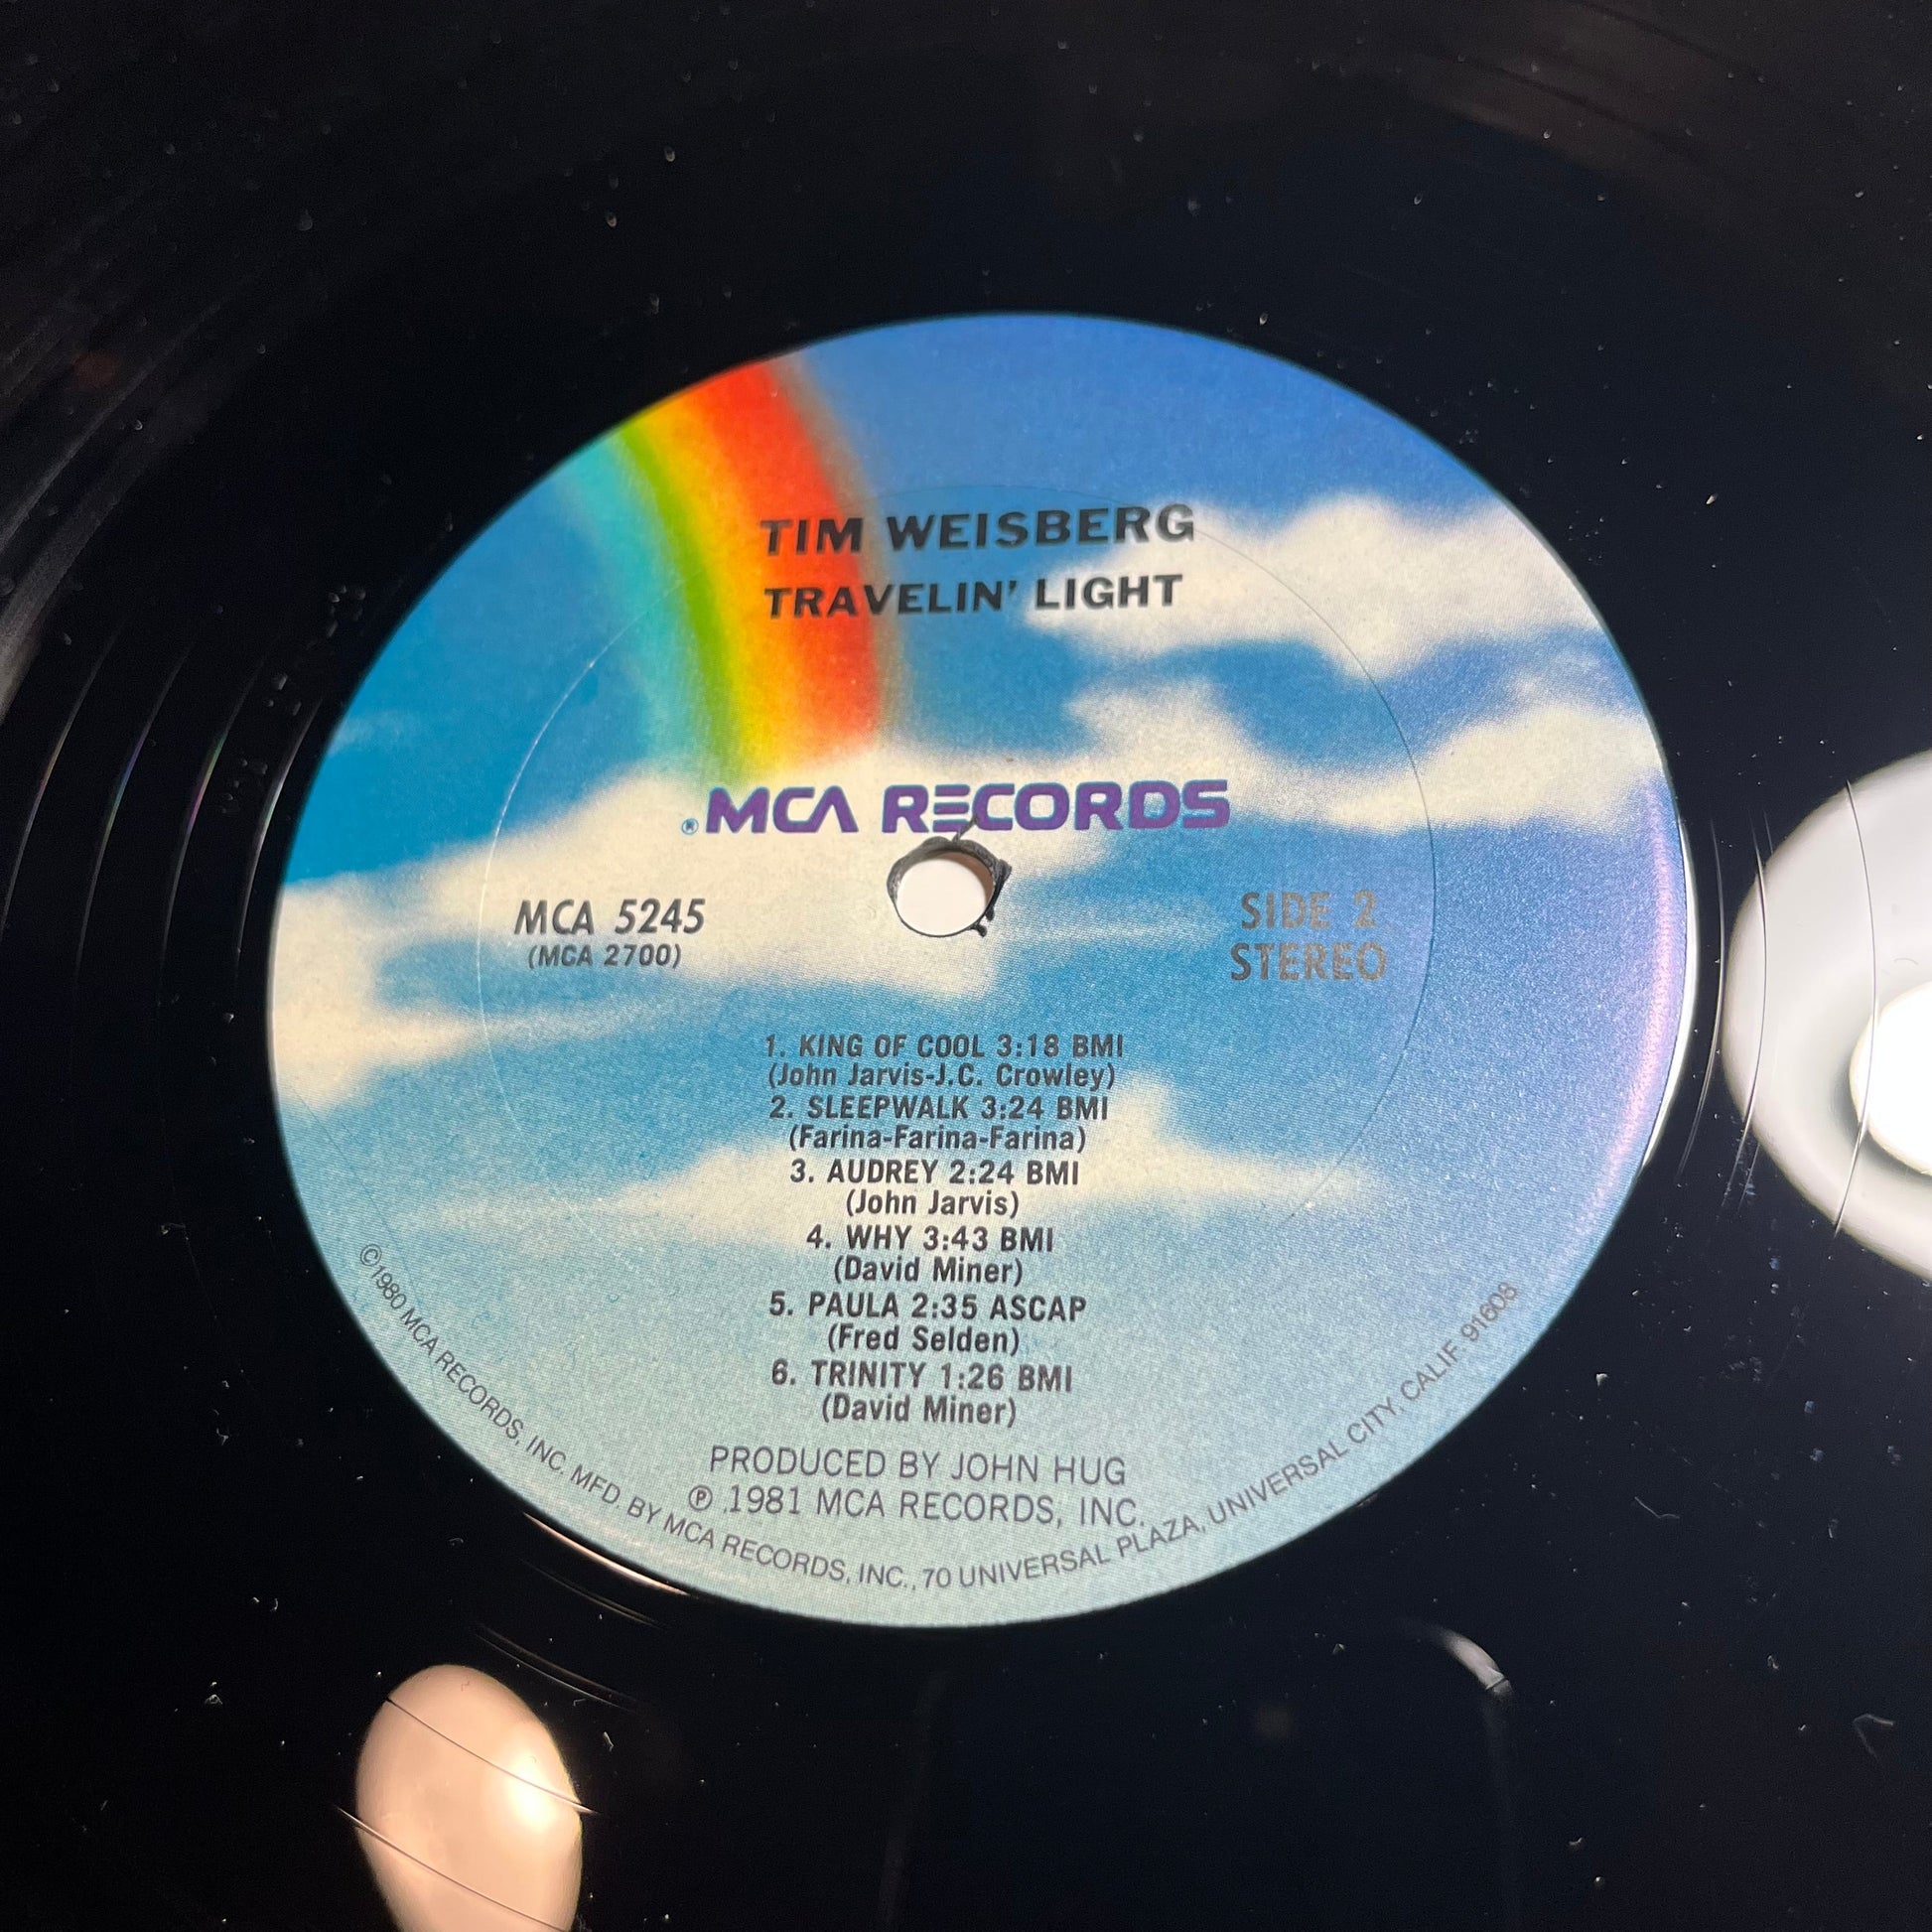 TIM WEISBERG
TRAVELIN' LIGHT
® MCA RECORDS
MCA 5245
(MCA 2700)
SIDE 2
STEREO
1. KING OF COOL 3:18 BMI
(John Jarvis-J.C. Crowley)
2. SLEEPWALK 3:24 BMI
(Farina-Farina-Farina)
3. AUDREY 2:24 BMI
(John Jarvis)
4. WHY 3:43 BMI
(David Miner)
5. PAULA 2:35 ASCAP
(Fred Selden)
6. TRINITY 1:26 BMI
(David Miner)
PRODUCED BY JOHN HUG
℗ 1981 MCA RECORDS, INC.
©1980 MCA RECORDS, INC. MFD. BY MCA RECORDS, INC., 70 UNIVERSAL PLAZA, UNIVERSAL CITY, CALIF. 91608